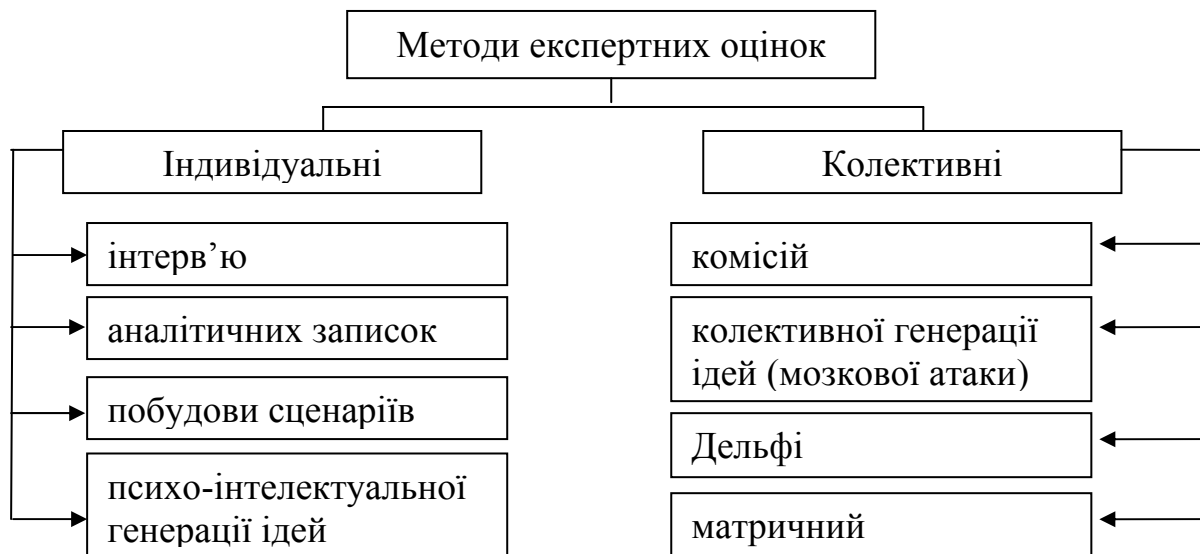 Методи експертних оцінок
Індивідуальні
інтерв’ю
аналітичних записок
побудови сценаріїв
психо-інтелектуальної
генерації ідей
Колективні
комісій
колективної генерації
ідей (мозкової атаки)
Дельфі
матричний